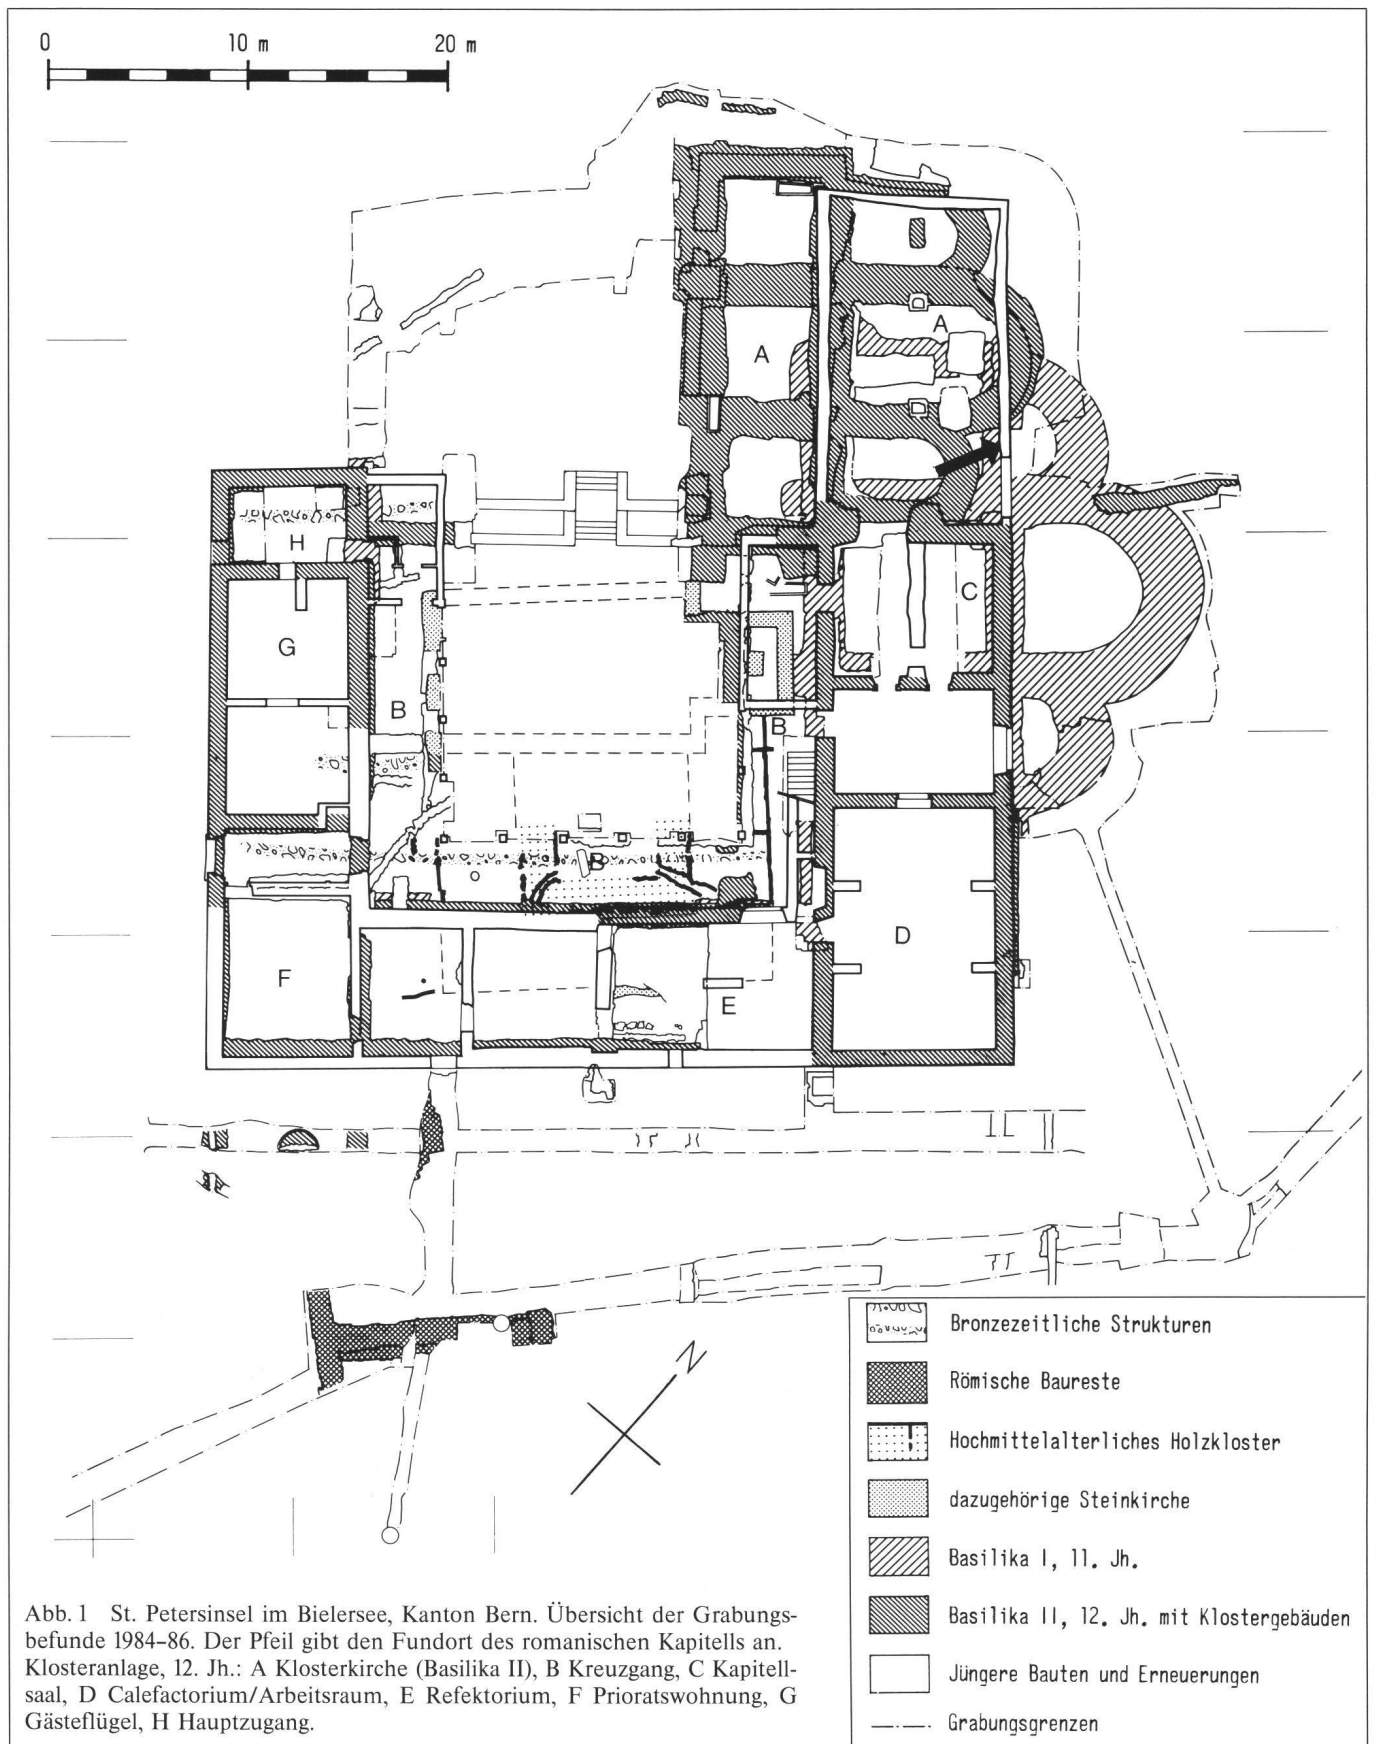 0 10 m 20 m
A
A
H
C
G
B
B
B
D
F
E
N
Bronzezeitliche Strukturen
Römische Baureste
Hochmittelalterliches Holzkloster
dazugehörige Steinkirche
Basilika I, 11. Jh.
Basilika II, 12. Jh. mit Klostergebäuden
Jüngere Bauten und Erneuerungen
Grabungsgrenzen
Abb. 1 St. Petersinsel im Bielersee, Kanton Bern. Übersicht der Grabungs-
befunde 1984–86. Der Pfeil gibt den Fundort des romanischen Kapitells an.
Klosteranlage, 12. Jh.: A Klosterkirche (Basilika II), B Kreuzgang, C Kapitell-
saal, D Calefactorium/Arbeitsraum, E Refektorium, F Prioratswohnung, G
Gästeflügel, H Hauptzugang.